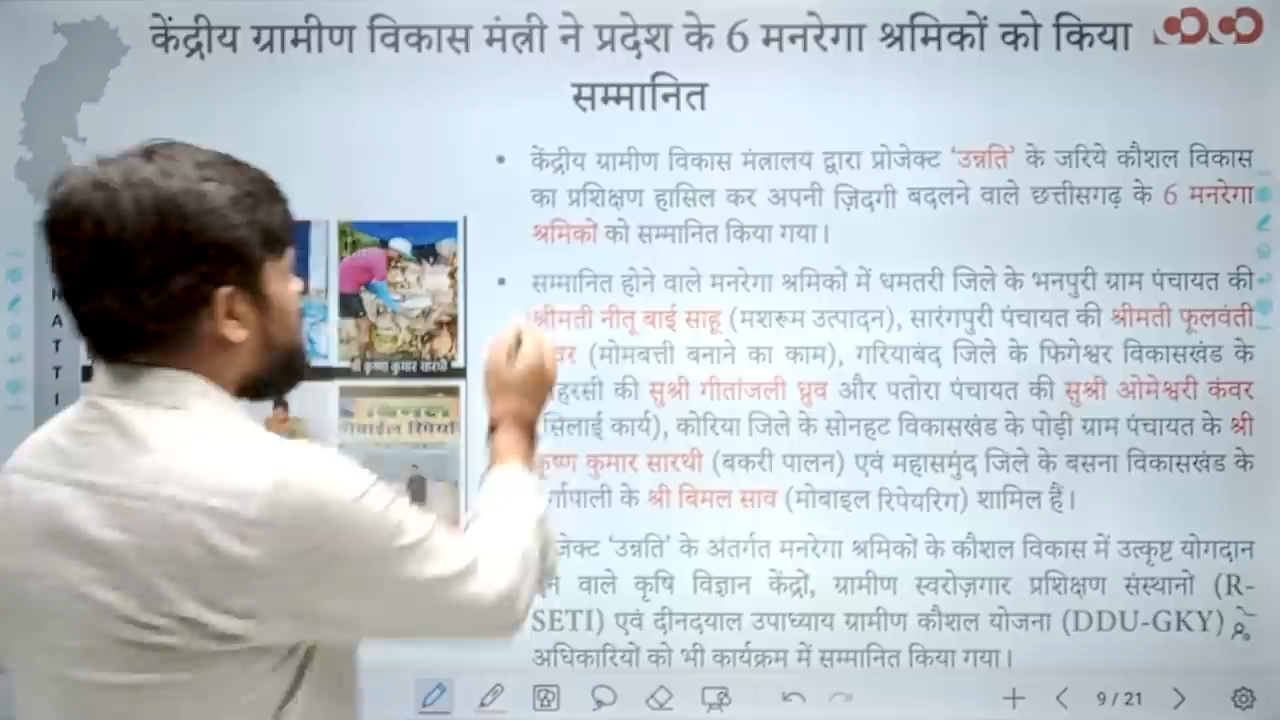 केंद्रीय ग्रामीण विकास मंत्री ने प्रदेश के 6 मनरेगा श्रमिकों को किया
सम्मानित
• केंद्रीय ग्रामीण विकास मंत्रालय द्वारा प्रोजेक्ट 'उन्नति' के जरिये कौशल विकास
का प्रशिक्षण हासिल कर अपनी ज़िदगी बदलने वाले छत्तीसगढ़ के 6 मनरेगा
श्रमिकों को सम्मानित किया गया।
• सम्मानित होने वाले मनरेगा श्रमिकों में धमतरी जिले के भनपुरी ग्राम पंचायत की
श्रीमती नीतू बाई साहू (मशरूम उत्पादन), सारंगपुरी पंचायत की श्रीमती फूलवंती
(मोमबत्ती बनाने का काम), गरियाबंद जिले के फिगेश्वर विकासखंड के
की सुश्री गीतांजली ध्रुव और पतोरा पंचायत की सुश्री ओमेश्वरी कंवर
सिलाई कार्य), कोरिया जिले के सोनहट विकासखंड के पोड़ी ग्राम पंचायत के श्री
कुमार सारथी (बकरी पालन) एवं महासमुंद जिले के बसना विकासखंड के
के श्री बिमल साव (मोबाइल रिपेयरिग) शामिल हैं।
'उन्नति' के अंतर्गत मनरेगा श्रमिकों के कौशल विकास में उत्कृष्ट योगदान
वाले कृषि विज्ञान केंद्रो, ग्रामीण स्वरोज़गार प्रशिक्षण संस्थानो (R-
SETI) एवं दीनदयाल उपाध्याय ग्रामीण कौशल योजना (DDU-GKY)
अधिकारियों को भी कार्यक्रम में सम्मानित किया गया।
श्री कृष्ण कुमार सारथी
A
T
T
I
9 / 21